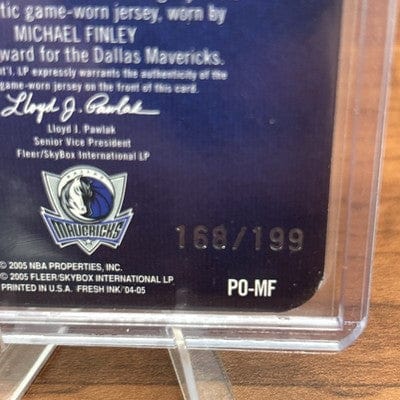 tic game-worn jersey, worn by
MICHAEL FINLEY
ward for the Dallas Mavericks.
t'l. LP expressly warrants the authenticity of the
game-worn jersey on the front of this card.
Lloyd J. Pawlak
Lloyd J. Pawlak
Senior Vice President
Fleer/SkyBox International LP
MAVERICKS
168/199
© 2005 NBA PROPERTIES, INC.
© 2005 FLEER/SKYBOX INTERNATIONAL LP
PRINTED IN U.S.A. FRESH INK '04-05
PO-MF